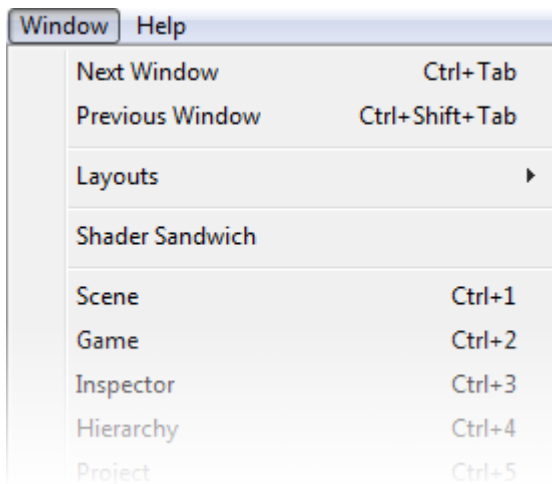 Window Help
Next Window Ctrl+Tab
Previous Window Ctrl+Shift+Tab
Layouts
Shader Sandwich
Scene Ctrl+1
Game Ctrl+2
Inspector Ctrl+3
Hierarchy Ctrl+4
Project Ctrl+5